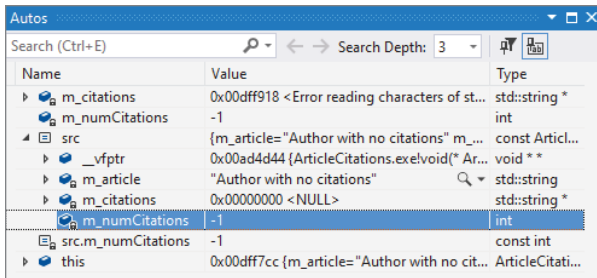 Autos
Search (Ctrl+E) Search Depth: 3
Name Value Type
m_citations 0x00dff918 <Error reading characters of st... std::string *
m_numCitations -1 int
src {m_article="Author with no citations" m_... const Articl...
__vfptr 0x00ad4d44 {ArticleCitations.exe!void(* Ar... void * *
m_article "Author with no citations" std::string
m_citations 0x00000000 <NULL> std::string *
m_numCitations -1 int
src.m_numCitations -1 const int
this 0x00dff7cc {m_article="Author with no cit... ArticleCitati...